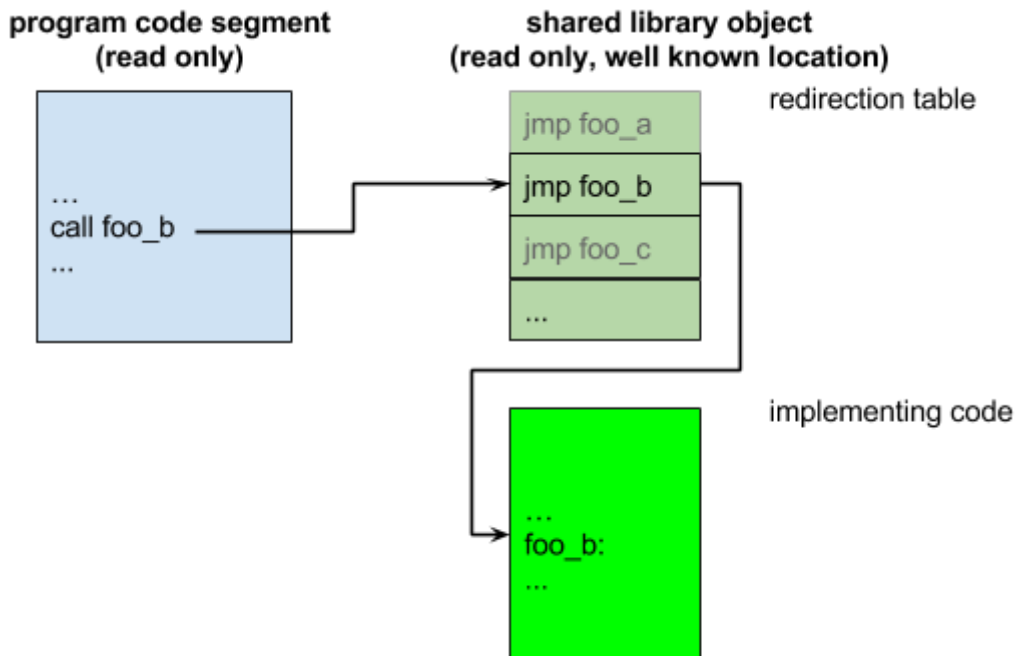 program code segment
(read only)
shared library object
(read only, well known location)
redirection table
jmp foo_a
jmp foo_b
jmp foo_c
...
…
call foo_b
...
implementing code
…
foo_b:
...